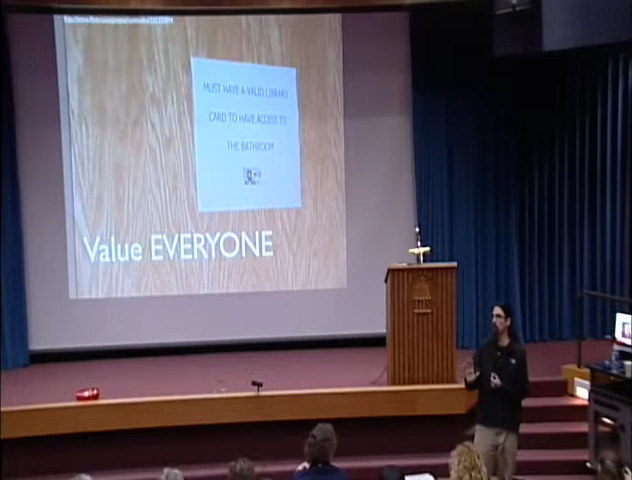 MUST HAVE A VALID LIBRARY
CARD TO HAVE ACCESS TO
THE BATHROOM
Value EVERYONE